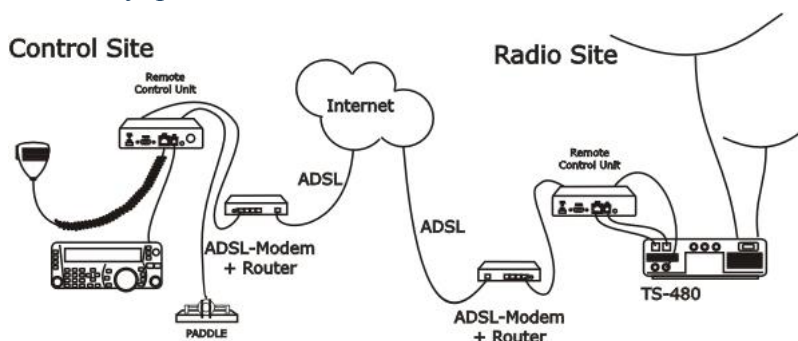 Control Site
Remote
Control Unit
Internet
Radio Site
Remote
Control Unit
ADSL
ADSL
ADSL-Modem
+ Router
TS-480
PADDLE
ADSL-Modem
+ Router